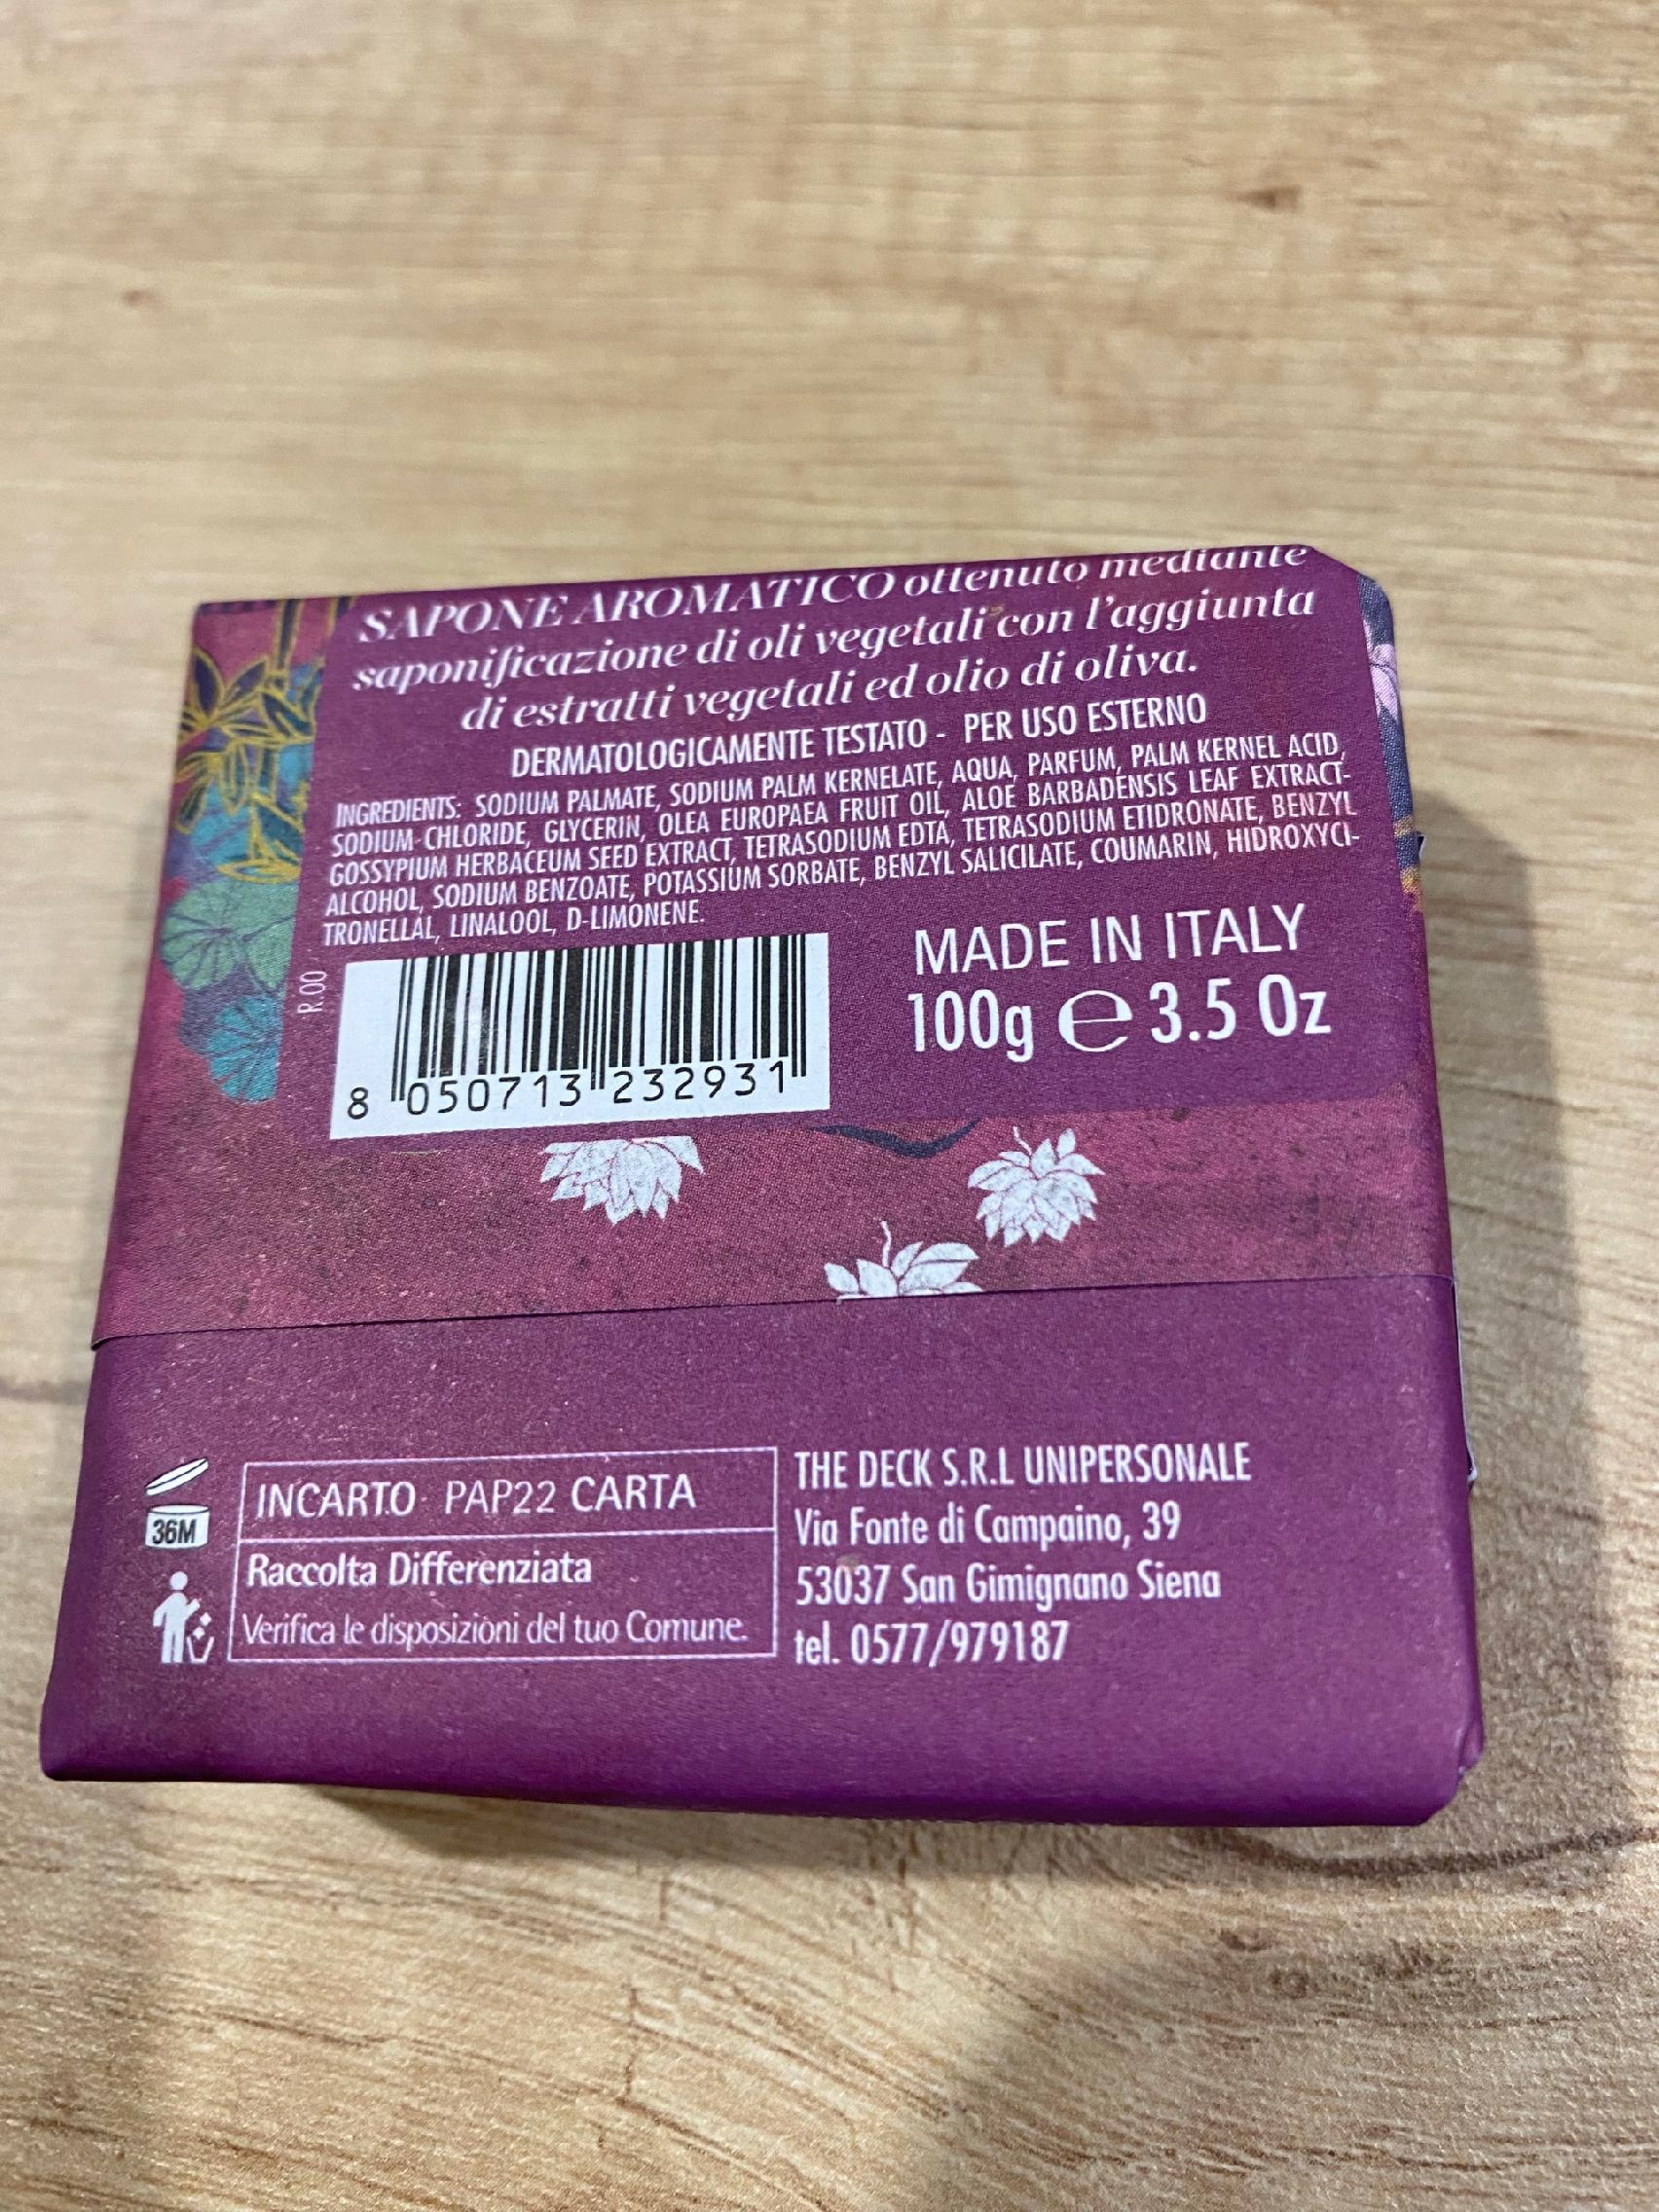 SAPONE AROMATICO ottenuto mediante
saponificazione di oli vegetali con l'aggiunta
di estratti vegetali ed olio di oliva.
DERMATOLOGICAMENTE TESTATO - PER USO ESTERNO
INGREDIENTS: SODIUM PALMATE, SODIUM PALM KERNELATE, AQUA, PARFUM, PALM KERNEL ACID,
SODIUM CHLORIDE, GLYCERIN, OLEA EUROPAEA FRUIT OIL, ALOE BARBADENSIS LEAF EXTRACT-
GOSSYPIUM HERBACEUM SEED EXTRACT, TETRASODIUM EDTA, TETRASODIUM ETIDRONATE, BENZYL
ALCOHOL, SODIUM BENZOATE, POTASSIUM SORBATE, BENZYL SALICILATE, COUMARIN, HIDROXYCI-
TRONELLAL, LINALOOL, D-LIMONENE.
R.00
8 050713 232931
MADE IN ITALY
100g e 3.5 Oz
36M
INCARTO PAP22 CARTA
Raccolta Differenziata
Verifica le disposizioni del tuo Comune.
THE DECK S.R.L UNIPERSONALE
Via Fonte di Campaino, 39
53037 San Gimignano Siena
tel. 0577/979187